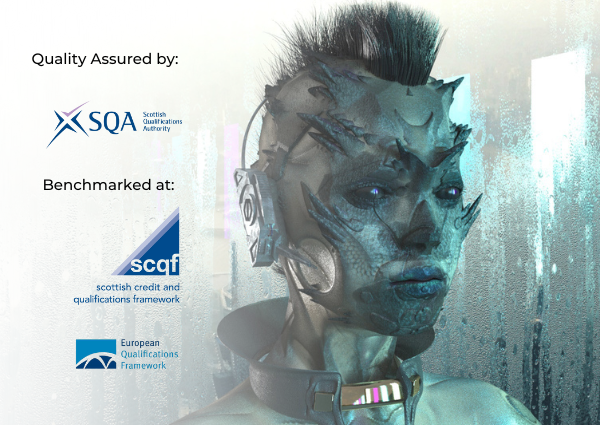 Quality Assured by:
SQA
Scottish
Qualifications
Authority
Benchmarked at:
scqf
scottish credit and
qualifications framework
European
Qualifications
Framework